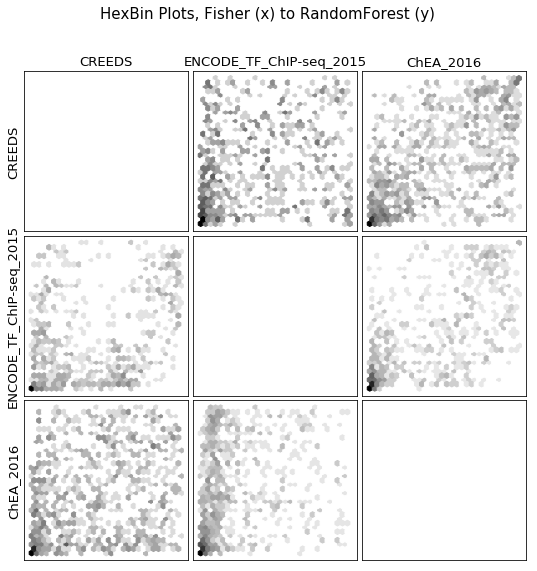 HexBin Plots, Fisher (x) to RandomForest (y)
CREEDS
ENCODE_TF_ChIP-seq_2015
ChEA_2016
CREEDS
ENCODE_TF_ChIP-seq_2015
ChEA_2016